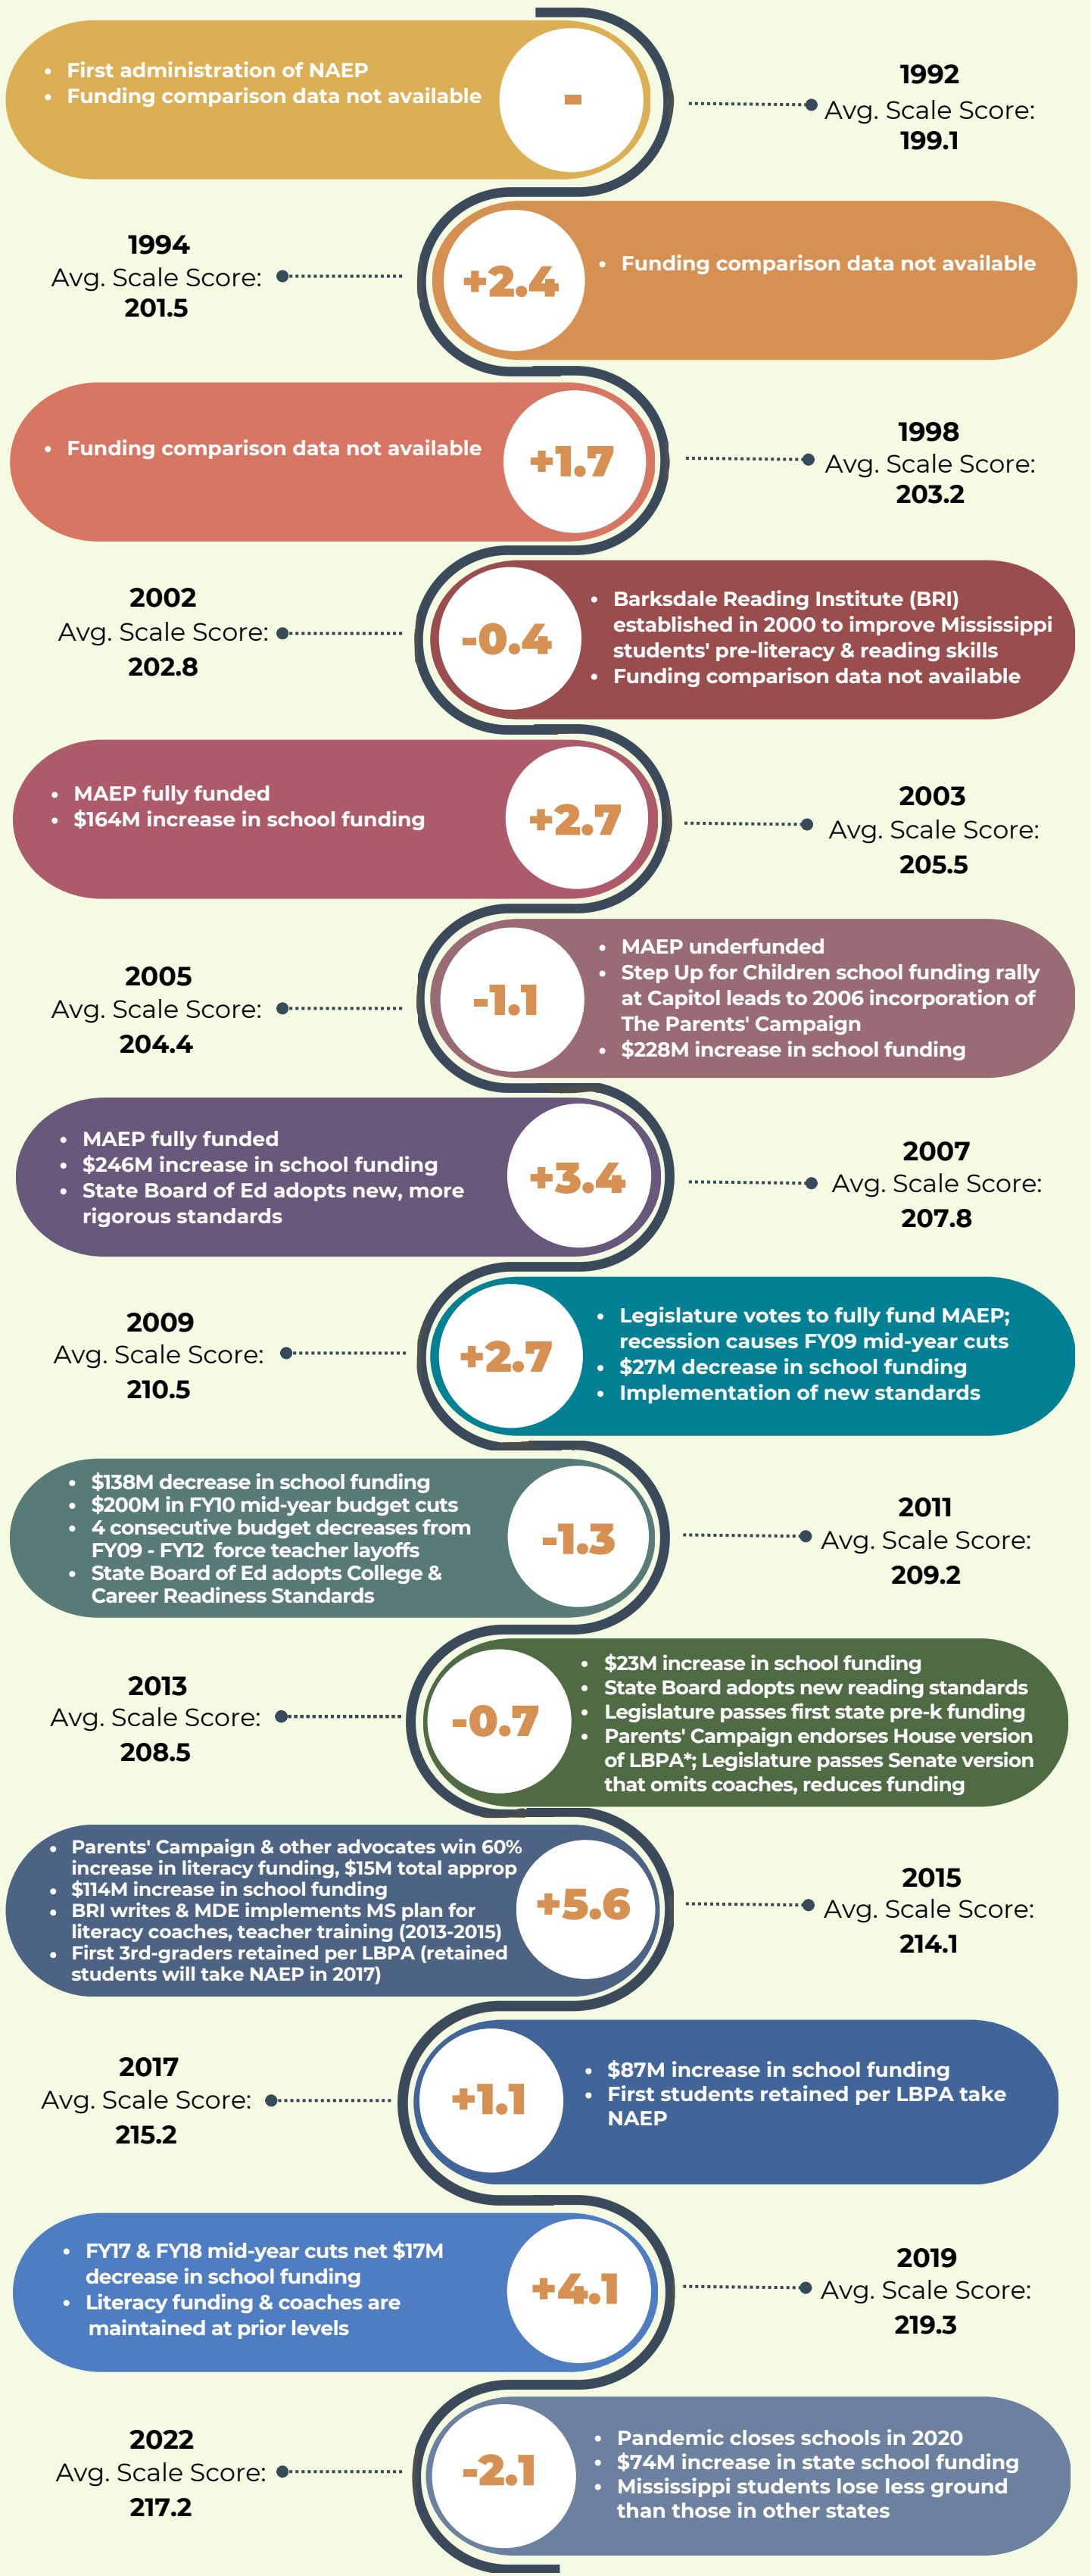 • First administration of NAEP
• Funding comparison data not available
-
1992
Avg. Scale Score:
199.1
1994
Avg. Scale Score:
201.5
+2.4
• Funding comparison data not available
• Funding comparison data not available
+1.7
1998
Avg. Scale Score:
203.2
2002
Avg. Scale Score:
202.8
-0.4
• Barksdale Reading Institute (BRI)
established in 2000 to improve Mississippi
students' pre-literacy & reading skills
• Funding comparison data not available
• MAEP fully funded
• $164M increase in school funding
+2.7
2003
Avg. Scale Score:
205.5
2005
Avg. Scale Score:
204.4
-1.1
• MAEP underfunded
• Step Up for Children school funding rally
at Capitol leads to 2006 incorporation of
The Parents' Campaign
• $228M increase in school funding
• MAEP fully funded
• $246M increase in school funding
• State Board of Ed adopts new, more
rigorous standards
+3.4
2007
Avg. Scale Score:
207.8
2009
Avg. Scale Score:
210.5
+2.7
• Legislature votes to fully fund MAEP;
recession causes FY09 mid-year cuts
• $27M decrease in school funding
• Implementation of new standards
• $138M decrease in school funding
• $200M in FY10 mid-year budget cuts
• 4 consecutive budget decreases from
FY09 - FY12 force teacher layoffs
• State Board of Ed adopts College &
Career Readiness Standards
-1.3
2011
Avg. Scale Score:
209.2
2013
Avg. Scale Score:
208.5
-0.7
• $23M increase in school funding
• State Board adopts new reading standards
• Legislature passes first state pre-k funding
• Parents' Campaign endorses House version
of LBPA*; Legislature passes Senate version
that omits coaches, reduces funding
• Parents' Campaign & other advocates win 60%
increase in literacy funding, $15M total approp
• $114M increase in school funding
• BRI writes & MDE implements MS plan for
literacy coaches, teacher training (2013-2015)
• First 3rd-graders retained per LBPA (retained
students will take NAEP in 2017)
+5.6
2015
Avg. Scale Score:
214.1
2017
Avg. Scale Score:
215.2
+1.1
• $87M increase in school funding
• First students retained per LBPA take
NAEP
• FY17 & FY18 mid-year cuts net $17M
decrease in school funding
• Literacy funding & coaches are
maintained at prior levels
+4.1
2019
Avg. Scale Score:
219.3
2022
Avg. Scale Score:
217.2
-2.1
• Pandemic closes schools in 2020
• $74M increase in state school funding
• Mississippi students lose less ground
than those in other states